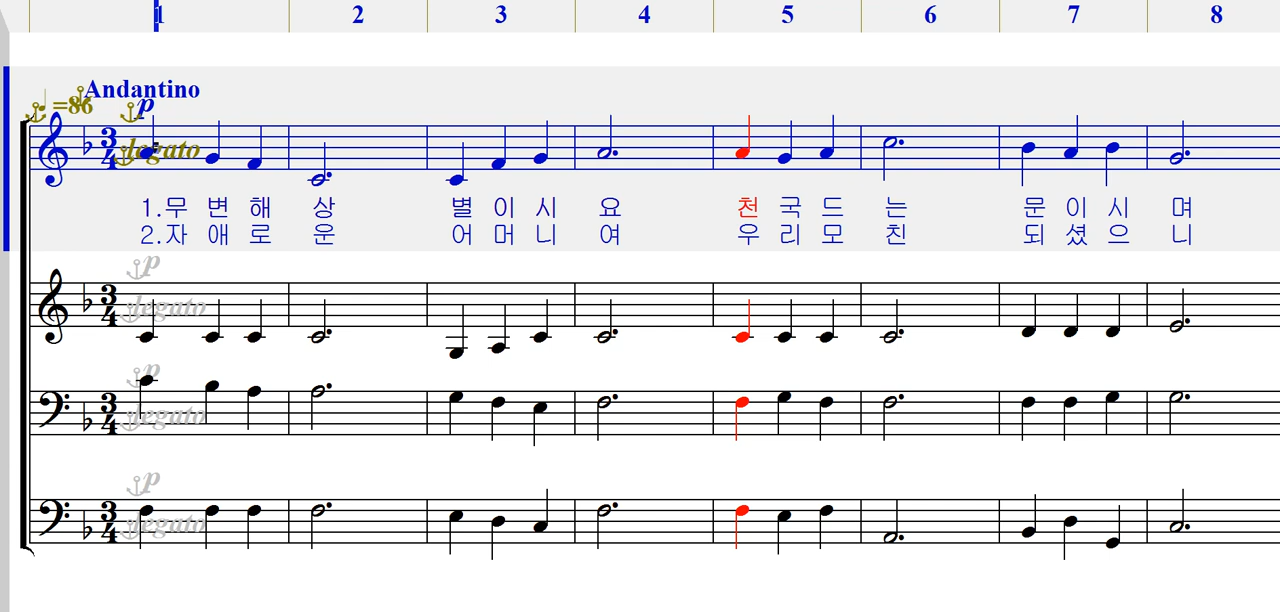 1 2 3 4 5 6 7 8
Andantino
=86
p
legato
1.무 변 해 상 별 이 시 요 천 국 드 는 문 이 시 며
2.자 애 로 운 어 머 니 여 우 리 모 친 되 셨 으 니
p
legato
p
legato
p
legato